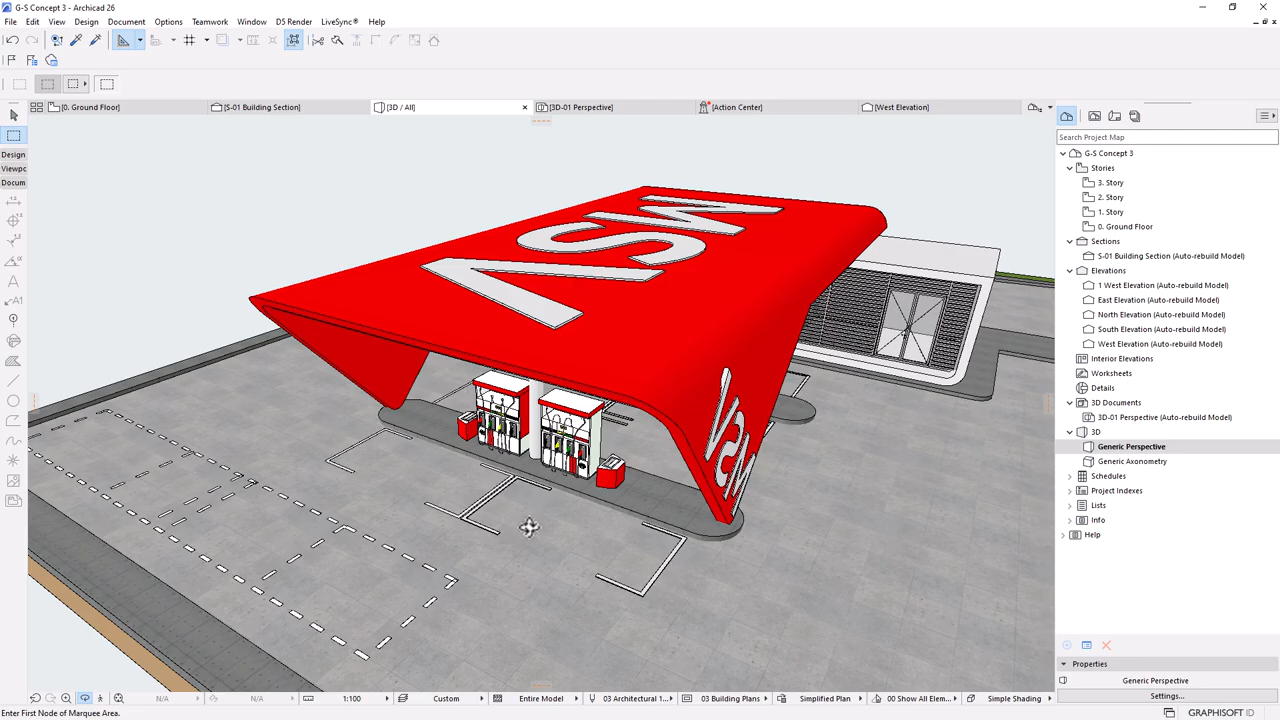 G-S Concept 3 - Archicad 26
File Edit View Design Document Options Teamwork Window D5 Render LiveSync® Help
[0. Ground Floor] [S-01 Building Section] [3D / All] [3D-01 Perspective] [Action Center] [West Elevation]
Search Project Map
Design
Viewpc
Docum
G-S Concept 3
Stories
3. Story
2. Story
1. Story
0. Ground Floor
Sections
S-01 Building Section (Auto-rebuild Model)
Elevations
1 West Elevation (Auto-rebuild Model)
East Elevation (Auto-rebuild Model)
North Elevation (Auto-rebuild Model)
South Elevation (Auto-rebuild Model)
West Elevation (Auto-rebuild Model)
Interior Elevations
Worksheets
Details
3D Documents
3D-01 Perspective (Auto-rebuild Model)
3D
Generic Perspective
Generic Axonometry
Schedules
Project Indexes
Lists
Info
Help
Properties
Generic Perspective
Settings...
N/A N/A 1:100 Custom Entire Model 03 Architectural 1... 03 Building Plans Simplified Plan 00 Show All Elem... Simple Shading
Enter First Node of Marquee Area.
GRAPHISOFT ID